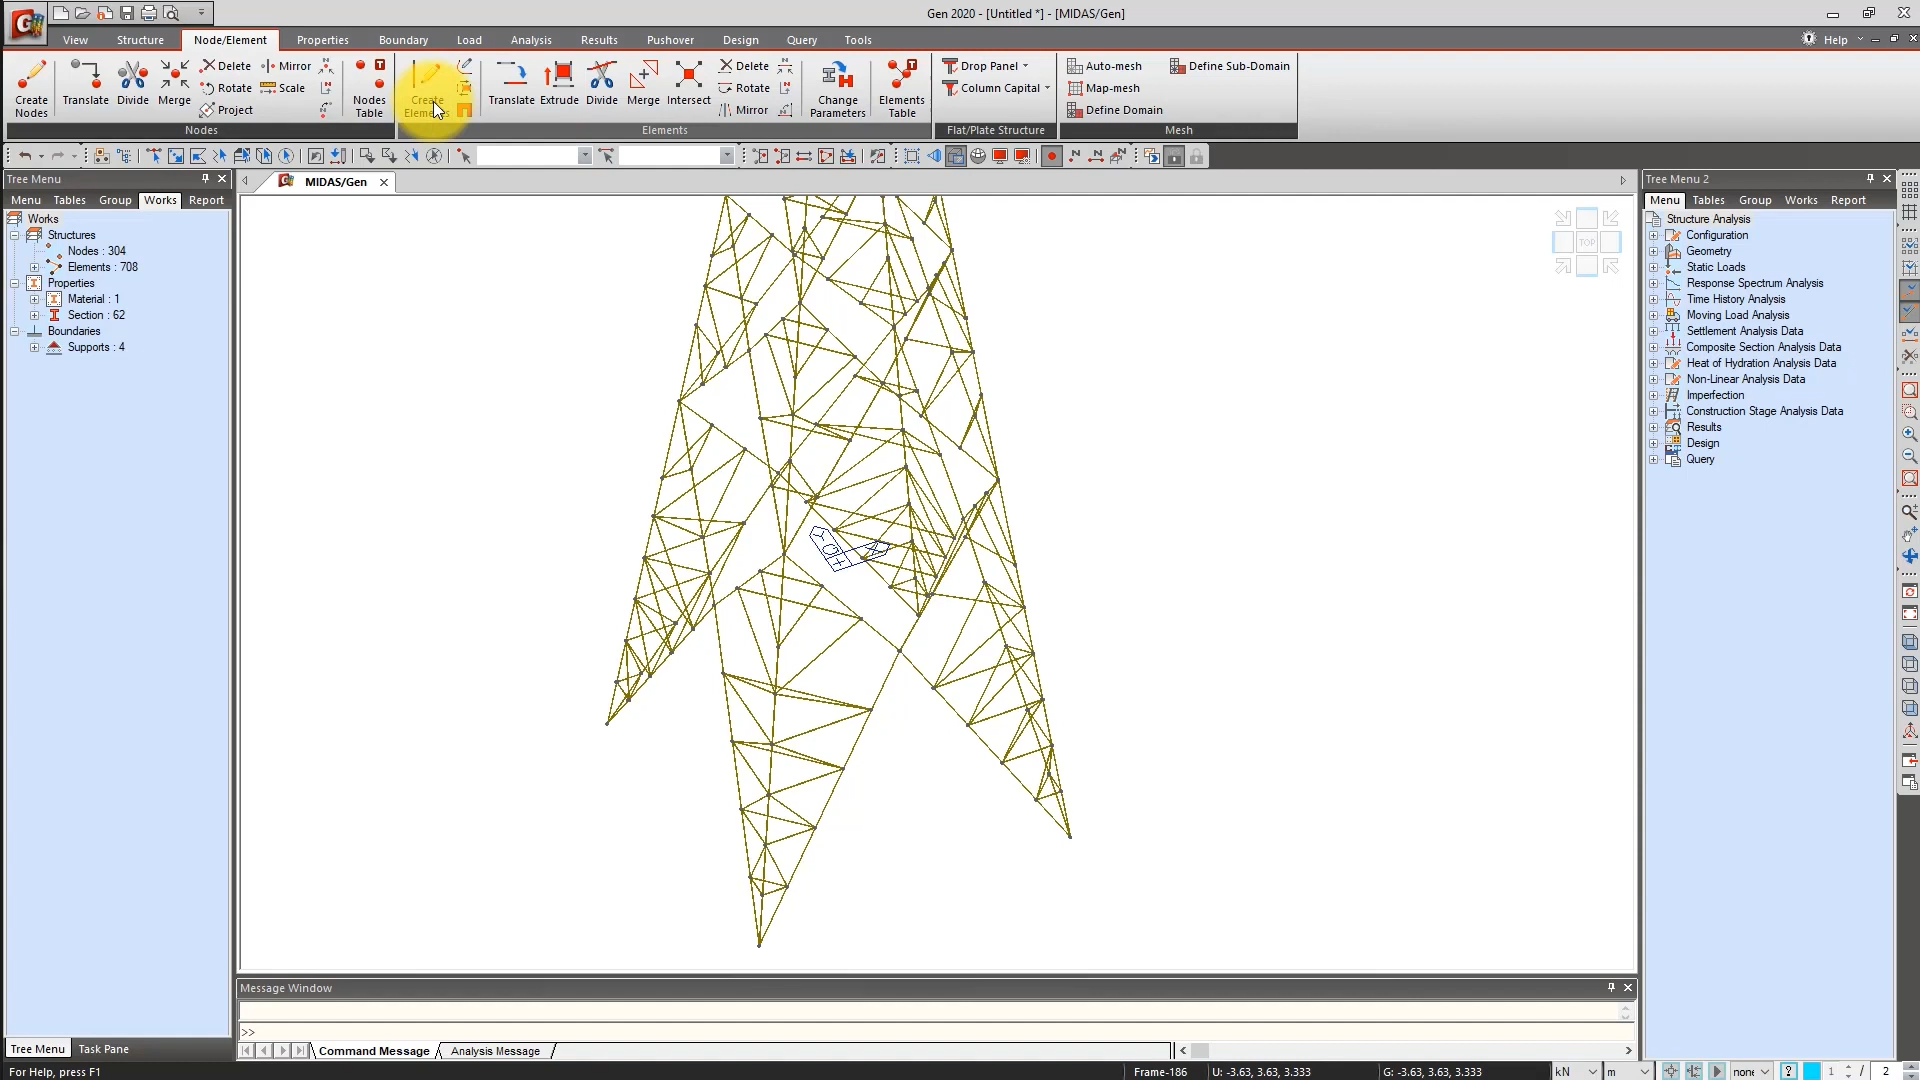 Gen 2020 - [Untitled *] - [MIDAS/Gen]
View Structure Node/Element Properties Boundary Load Analysis Results Pushover Design Query Tools Help
Create Nodes
Translate
Divide
Merge
Delete
Rotate
Project
Mirror
Scale
Nodes Table
Nodes
Create Elements
Translate
Extrude
Divide
Merge
Intersect
Delete
Rotate
Mirror
Change Parameters
Elements Table
Elements
Drop Panel
Column Capital
Flat/Plate Structure
Auto-mesh
Map-mesh
Define Domain
Define Sub-Domain
Mesh
Tree Menu
Menu Tables Group Works Report
Works
Structures
Nodes : 304
Elements : 708
Properties
Material : 1
Section : 62
Boundaries
Supports : 4
Tree Menu Task Pane
MIDAS/Gen
TOP
Tree Menu 2
Menu Tables Group Works Report
Structure Analysis
Configuration
Geometry
Static Loads
Response Spectrum Analysis
Time History Analysis
Moving Load Analysis
Settlement Analysis Data
Composite Section Analysis Data
Heat of Hydration Analysis Data
Non-Linear Analysis Data
Imperfection
Construction Stage Analysis Data
Results
Design
Query
Message Window
>>
Command Message Analysis Message
For Help, press F1
Frame-186 U: -3.63, 3.63, 3.333 G: -3.63, 3.63, 3.333 kN m none ? 1 / 2